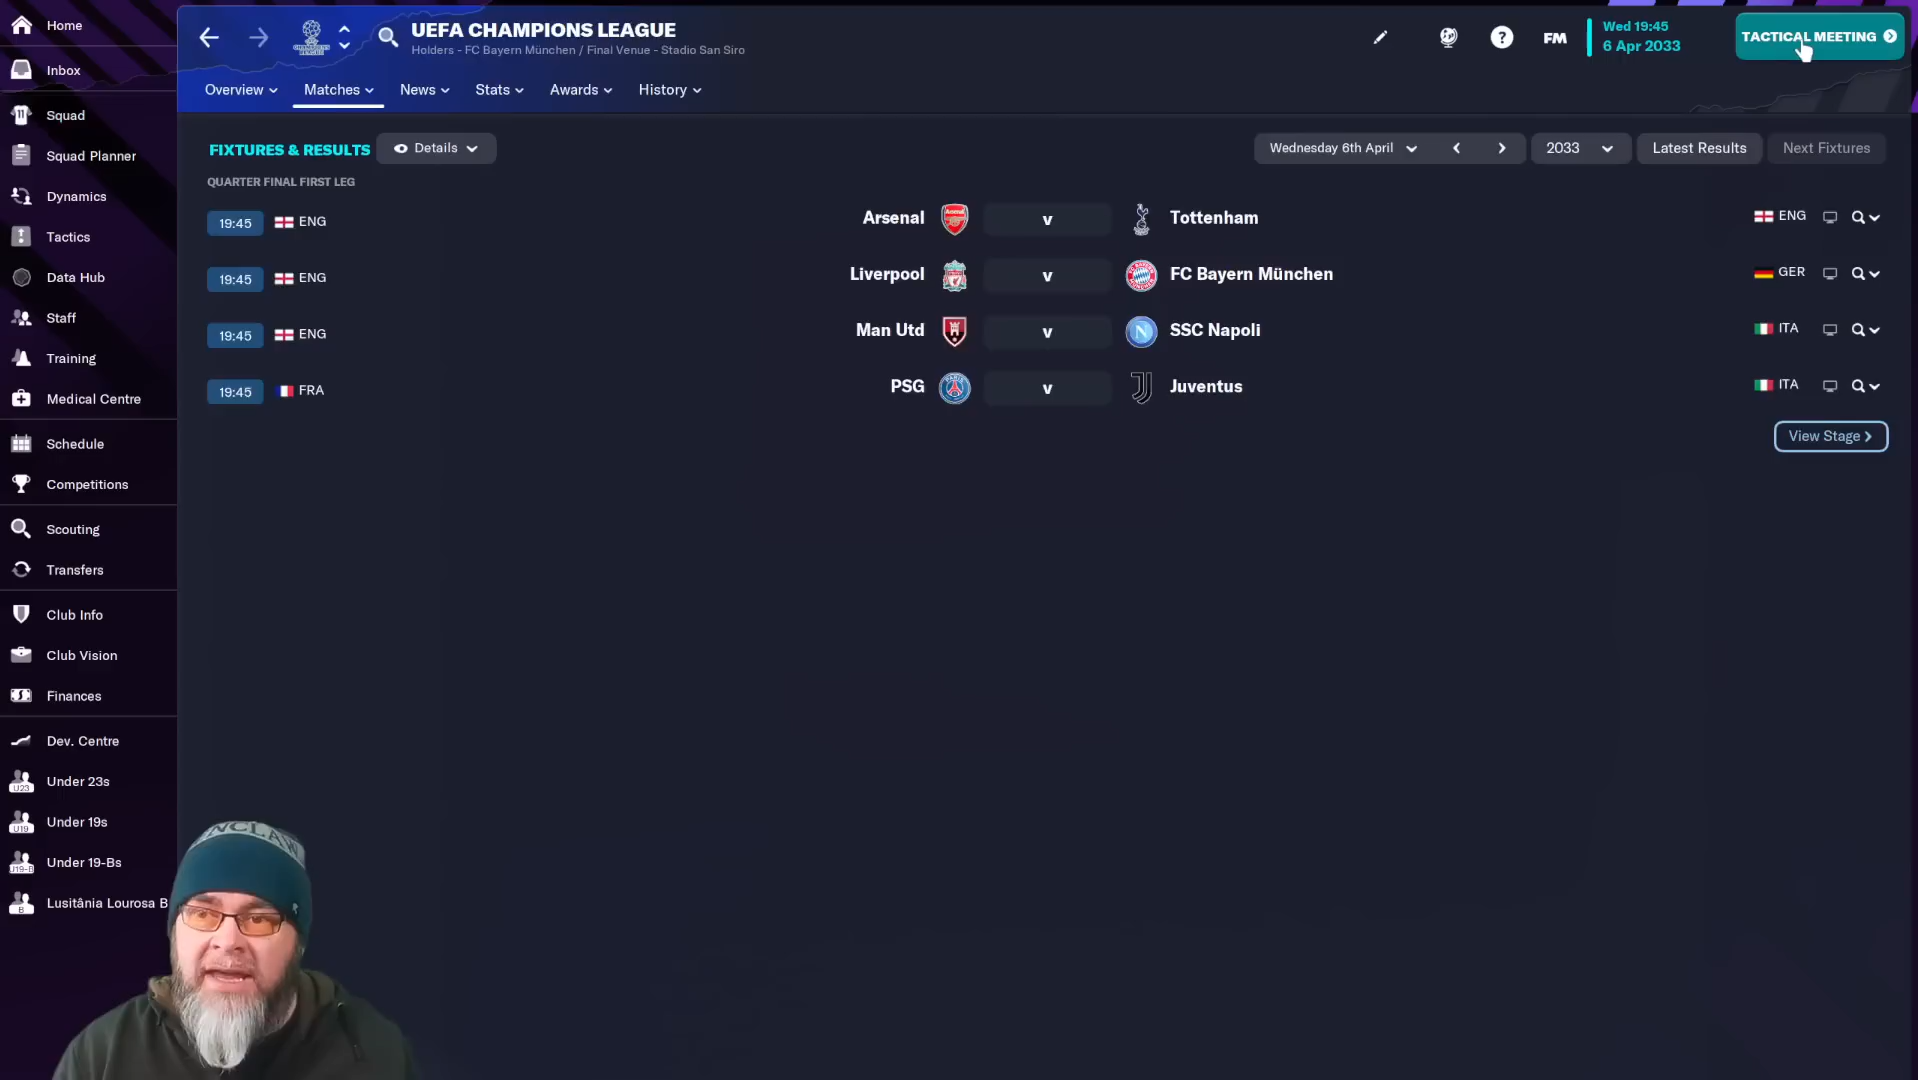 Home
Inbox
Squad
Squad Planner
Dynamics
Tactics
Data Hub
Staff
Training
Medical Centre
Schedule
Competitions
Scouting
Transfers
Club Info
Club Vision
Finances
Dev. Centre
U23 Under 23s
U19 Under 19s
U19-B Under 19-Bs
B Lusitânia Lourosa B
UEFA CHAMPIONS LEAGUE
Holders - FC Bayern München / Final Venue - Stadio San Siro
? FM
Wed 19:45
6 Apr 2033
TACTICAL MEETING
Overview Matches News Stats Awards History
FIXTURES & RESULTS Details Wednesday 6th April 2033 Latest Results Next Fixtures
QUARTER FINAL FIRST LEG
19:45 ENG Arsenal v Tottenham ENG
19:45 ENG Liverpool v FC Bayern München GER
19:45 ENG Man Utd v SSC Napoli ITA
19:45 FRA PSG v Juventus ITA
View Stage